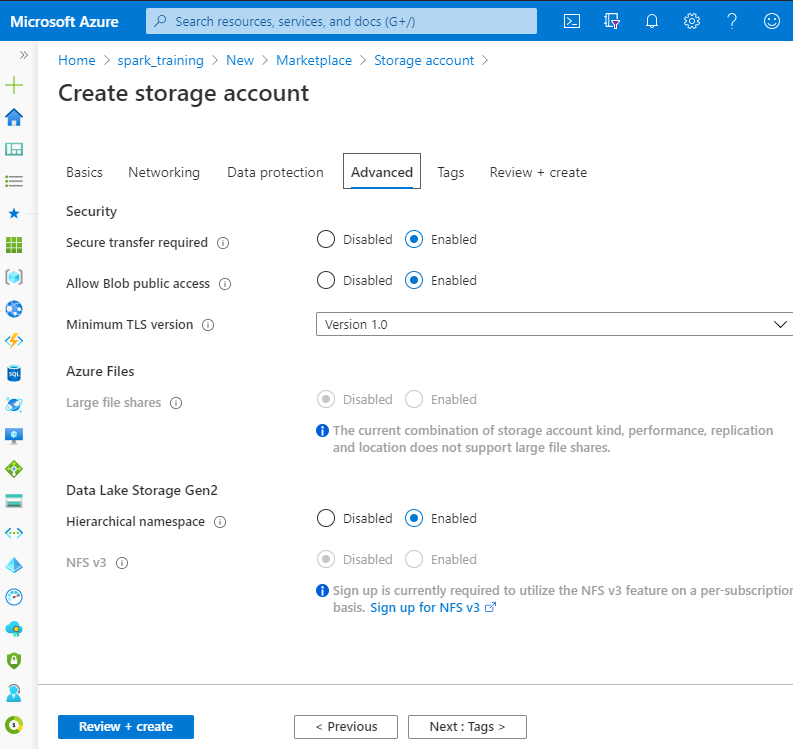 Microsoft Azure
Search resources, services, and docs (G+/)
Home > spark_training > New > Marketplace > Storage account >
Create storage account
Basics Networking Data protection Advanced Tags Review + create
Security
Secure transfer required Disabled Enabled
Allow Blob public access Disabled Enabled
Minimum TLS version Version 1.0
Azure Files
Large file shares Disabled Enabled
The current combination of storage account kind, performance, replication
and location does not support large file shares.
Data Lake Storage Gen2
Hierarchical namespace Disabled Enabled
NFS v3 Disabled Enabled
Sign up is currently required to utilize the NFS v3 feature on a per-subscription
basis. Sign up for NFS v3
Review + create < Previous Next : Tags >